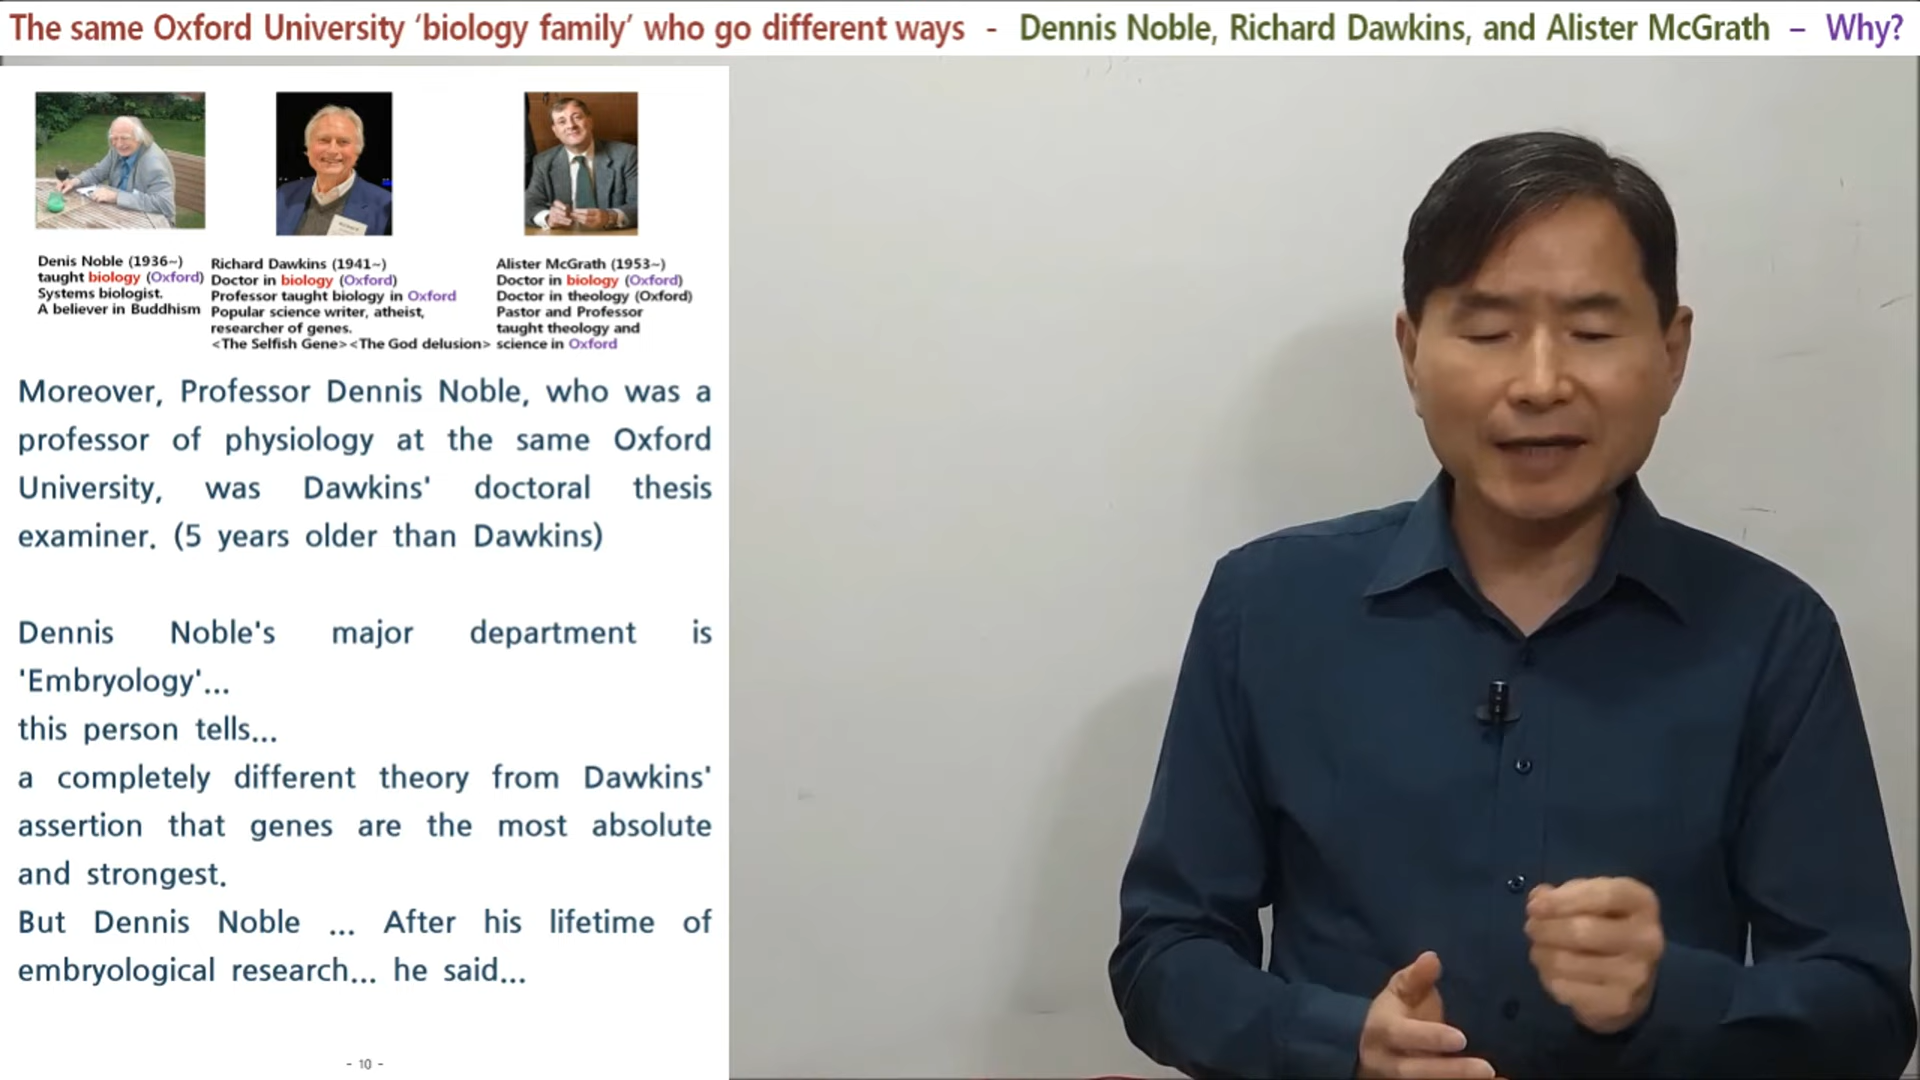 The same Oxford University ‘biology family’ who go different ways - Dennis Noble, Richard Dawkins, and Alister McGrath – Why?
Denis Noble (1936~)
taught biology (Oxford)
Systems biologist.
A believer in Buddhism
Richard Dawkins (1941~)
Doctor in biology (Oxford)
Professor taught biology in Oxford
Popular science writer, atheist,
researcher of genes.
<The Selfish Gene><The God delusion>
Alister McGrath (1953~)
Doctor in biology (Oxford)
Doctor in theology (Oxford)
Pastor and Professor
taught theology and
science in Oxford
Moreover, Professor Dennis Noble, who was a
professor of physiology at the same Oxford
University, was Dawkins' doctoral thesis
examiner. (5 years older than Dawkins)
Dennis Noble's major department is
'Embryology'...
this person tells...
a completely different theory from Dawkins'
assertion that genes are the most absolute
and strongest.
But Dennis Noble ... After his lifetime of
embryological research... he said...
- 10 -